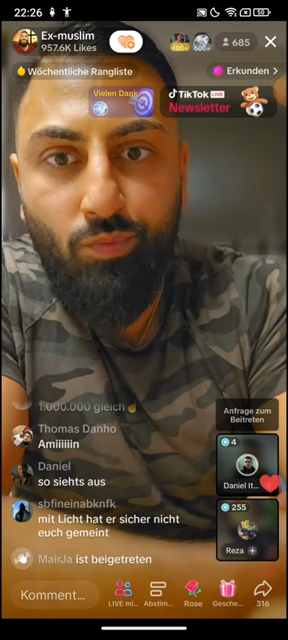 22:26
50
Ex-muslim
957.6K Likes
600+
685
Wöchentliche Rangliste
Erkunden >
Vielen Dank
TikTok LIVE
Newsletter
1.000.000 gleich
Thomas Danho
Amiiiiiin
Daniel
so siehts aus
sbfineinabknfk
mit Licht hat er sicher nicht
euch gemeint
MairJa ist beigetreten
Anfrage zum
Beitreten
4
Daniel It...
255
Reza +
Komment...
LIVE mi...
Abstim...
Rose
Gesche...
316